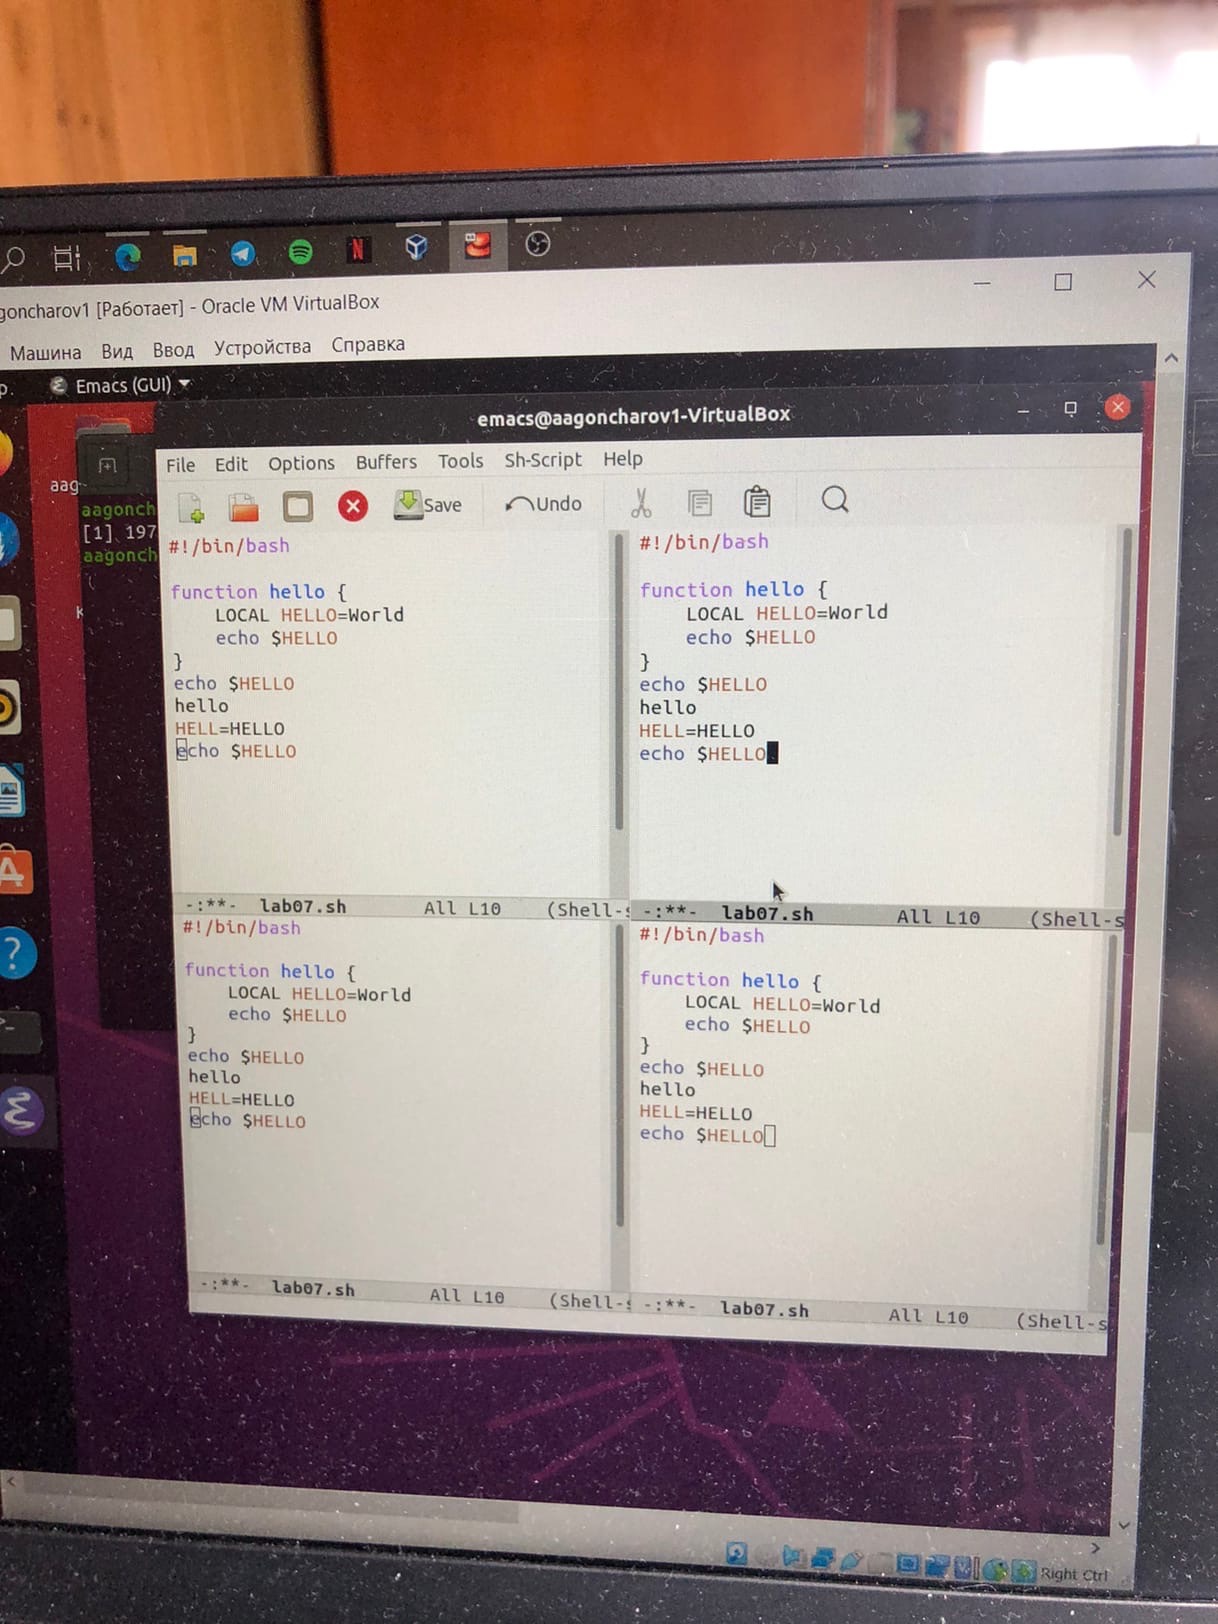 goncharov1 [Работает] - Oracle VM VirtualBox
Машина Вид Ввод Устройства Справка
Emacs (GUI)
emacs@aagoncharov1-VirtualBox
File Edit Options Buffers Tools Sh-Script Help
Save Undo
aag
aagonch
[1] 197
aagonch
#!/bin/bash
function hello {
LOCAL HELLO=World
echo $HELLO
}
echo $HELLO
hello
HELL=HELLO
echo $HELLO
-:**- lab07.sh All L10 (Shell-s
#!/bin/bash
function hello {
LOCAL HELLO=World
echo $HELLO
}
echo $HELLO
hello
HELL=HELLO
echo $HELLO
-:**- lab07.sh All L10 (Shell-s
#!/bin/bash
function hello {
LOCAL HELLO=World
echo $HELLO
}
echo $HELLO
hello
HELL=HELLO
echo $HELLO
-:**- lab07.sh All L10 (Shell-s
#!/bin/bash
function hello {
LOCAL HELLO=World
echo $HELLO
}
echo $HELLO
hello
HELL=HELLO
echo $HELLO
-:**- lab07.sh All L10 (Shell-s
Right Ctrl